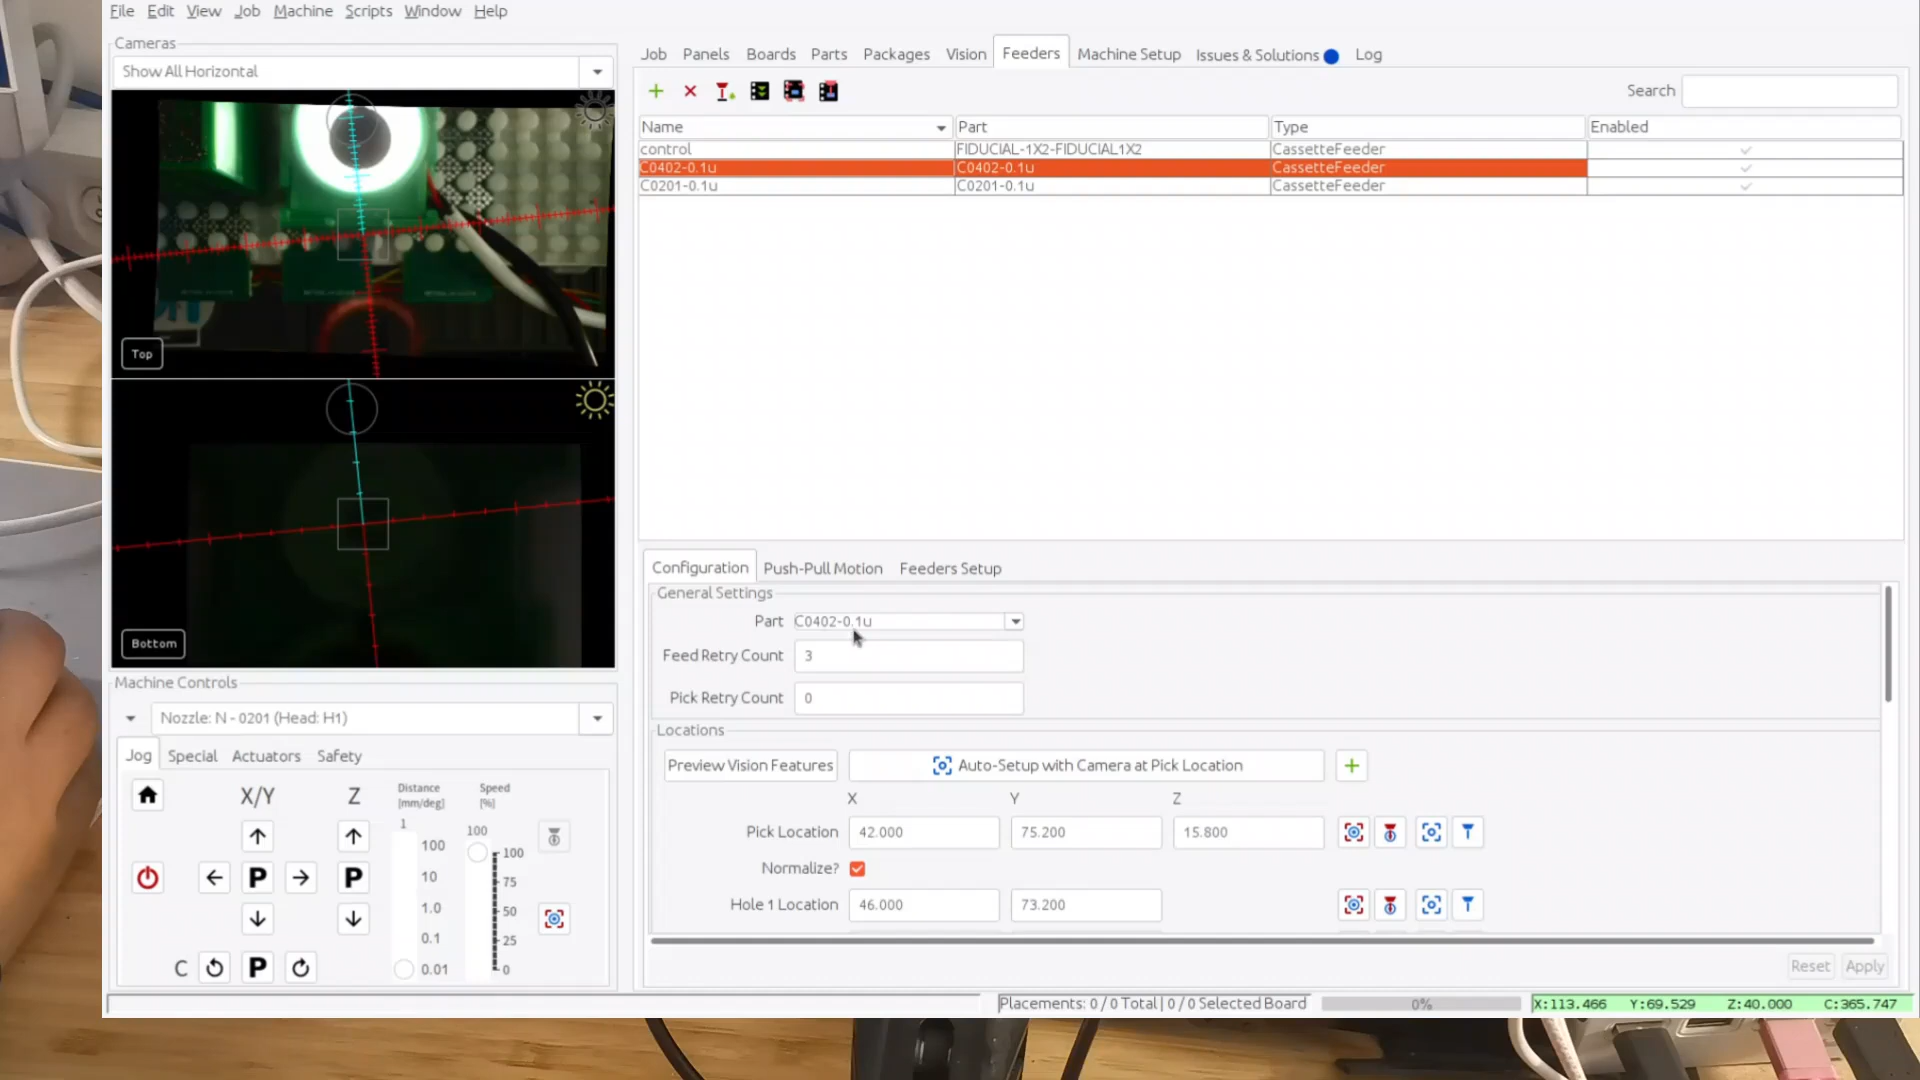 File Edit View Job Machine Scripts Window Help
Cameras
Show All Horizontal
Top
Bottom
Machine Controls
Nozzle: N - 0201 (Head: H1)
Jog Special Actuators Safety
X/Y Z
Distance [mm/deg]
Speed [%]
1
100
10
1.0
0.1
0.01
100
100
75
50
25
0
P P
C P
Job Panels Boards Parts Packages Vision Feeders Machine Setup Issues & Solutions Log
Search
Name Part Type Enabled
control FIDUCIAL-1X2-FIDUCIAL1X2 CassetteFeeder
C0402-0.1u C0402-0.1u CassetteFeeder
C0201-0.1u C0201-0.1u CassetteFeeder
Configuration Push-Pull Motion Feeders Setup
General Settings
Part C0402-0.1u
Feed Retry Count 3
Pick Retry Count 0
Locations
Preview Vision Features Auto-Setup with Camera at Pick Location
X Y Z
Pick Location 42.000 75.200 15.800
Normalize?
Hole 1 Location 46.000 73.200
Reset Apply
Placements: 0 / 0 Total | 0 / 0 Selected Board 0% X:113.466 Y:69.529 Z:40.000 C:365.747